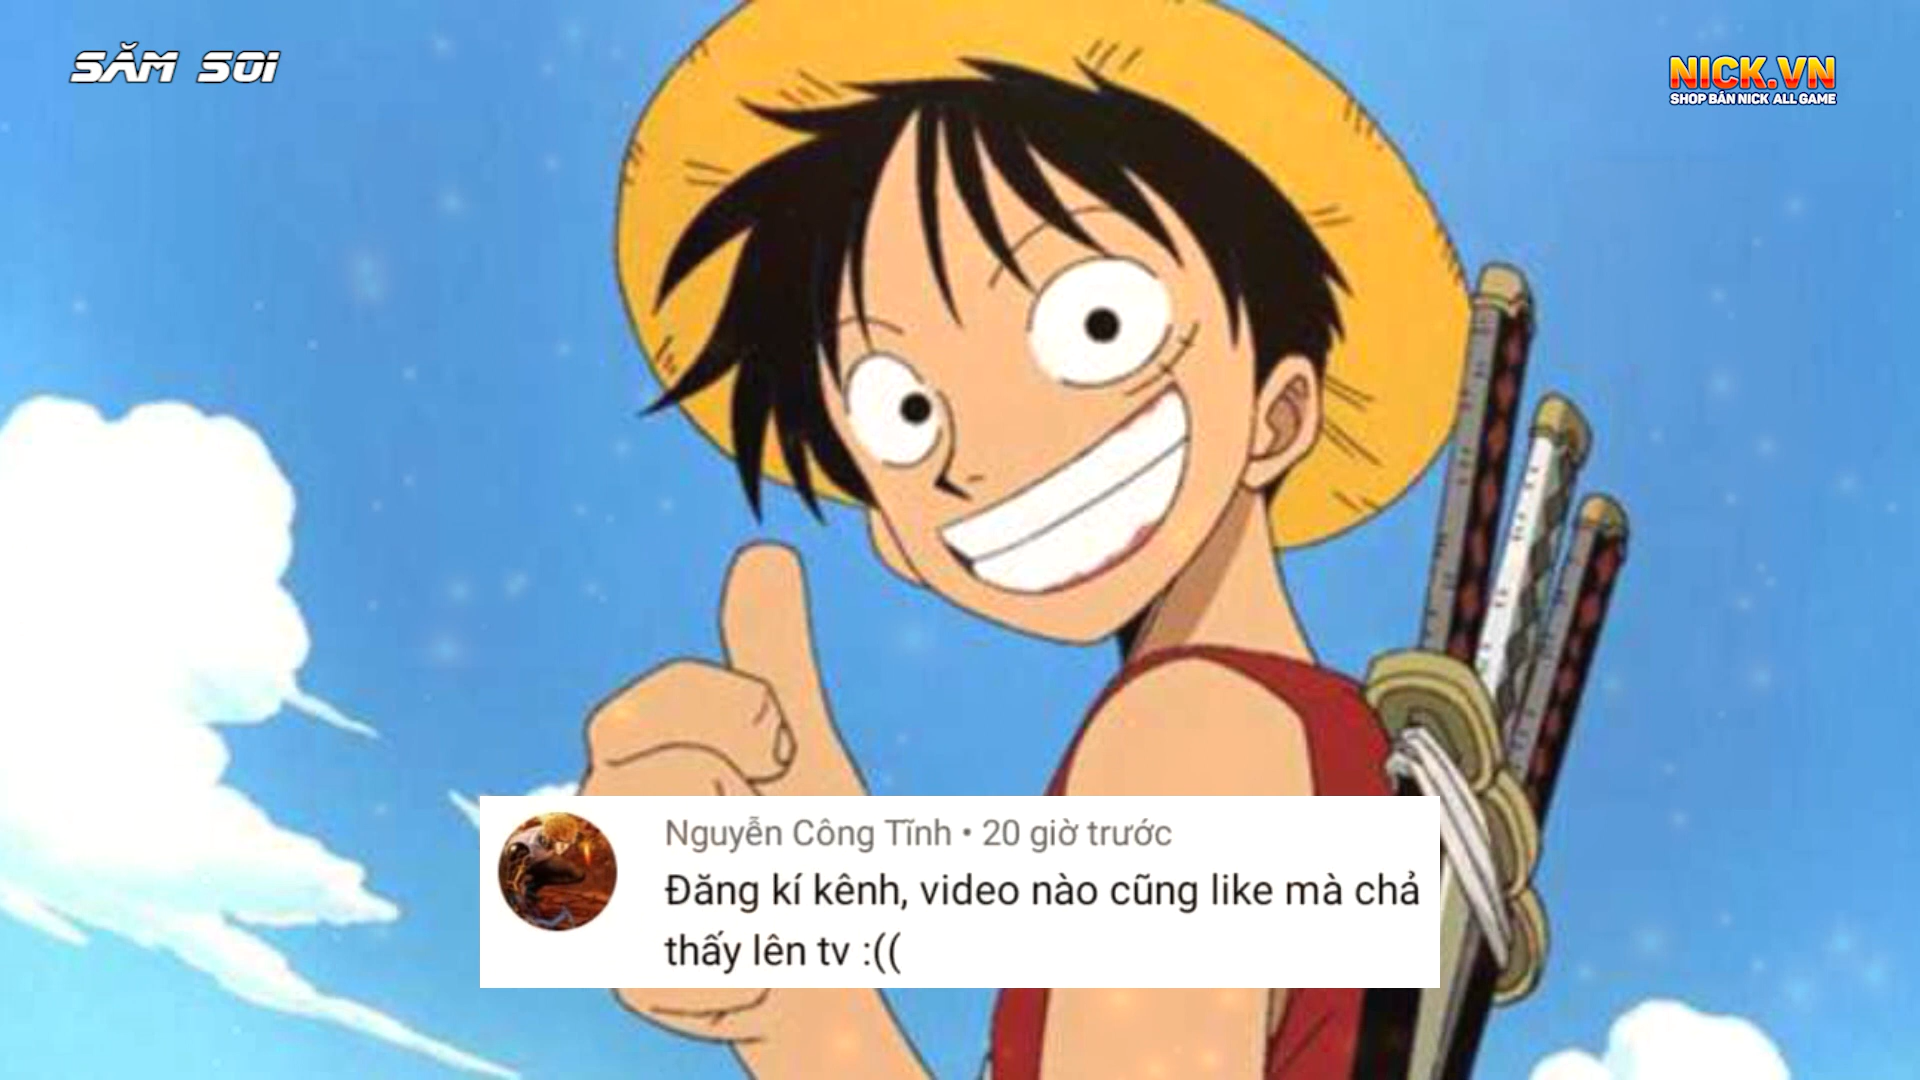 SĂM SOI
NICK.VN
SHOP BÁN NICK ALL GAME
Nguyễn Công Tĩnh • 20 giờ trước
Đăng kí kênh, video nào cũng like mà chả
thấy lên tv :((